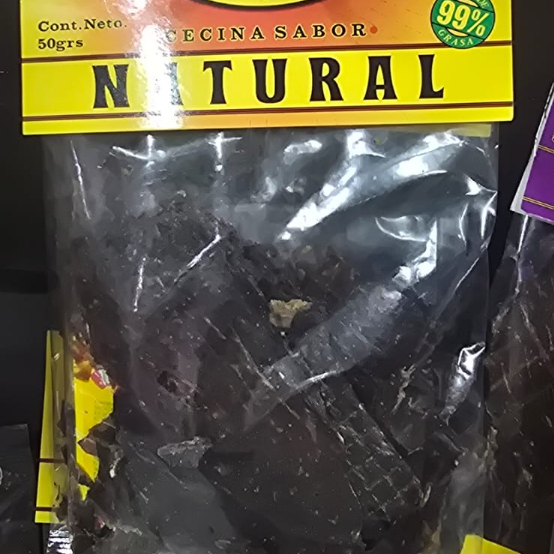 Cont.Neto.
50grs
CECINA SABOR
NATURAL
99%
GRASA